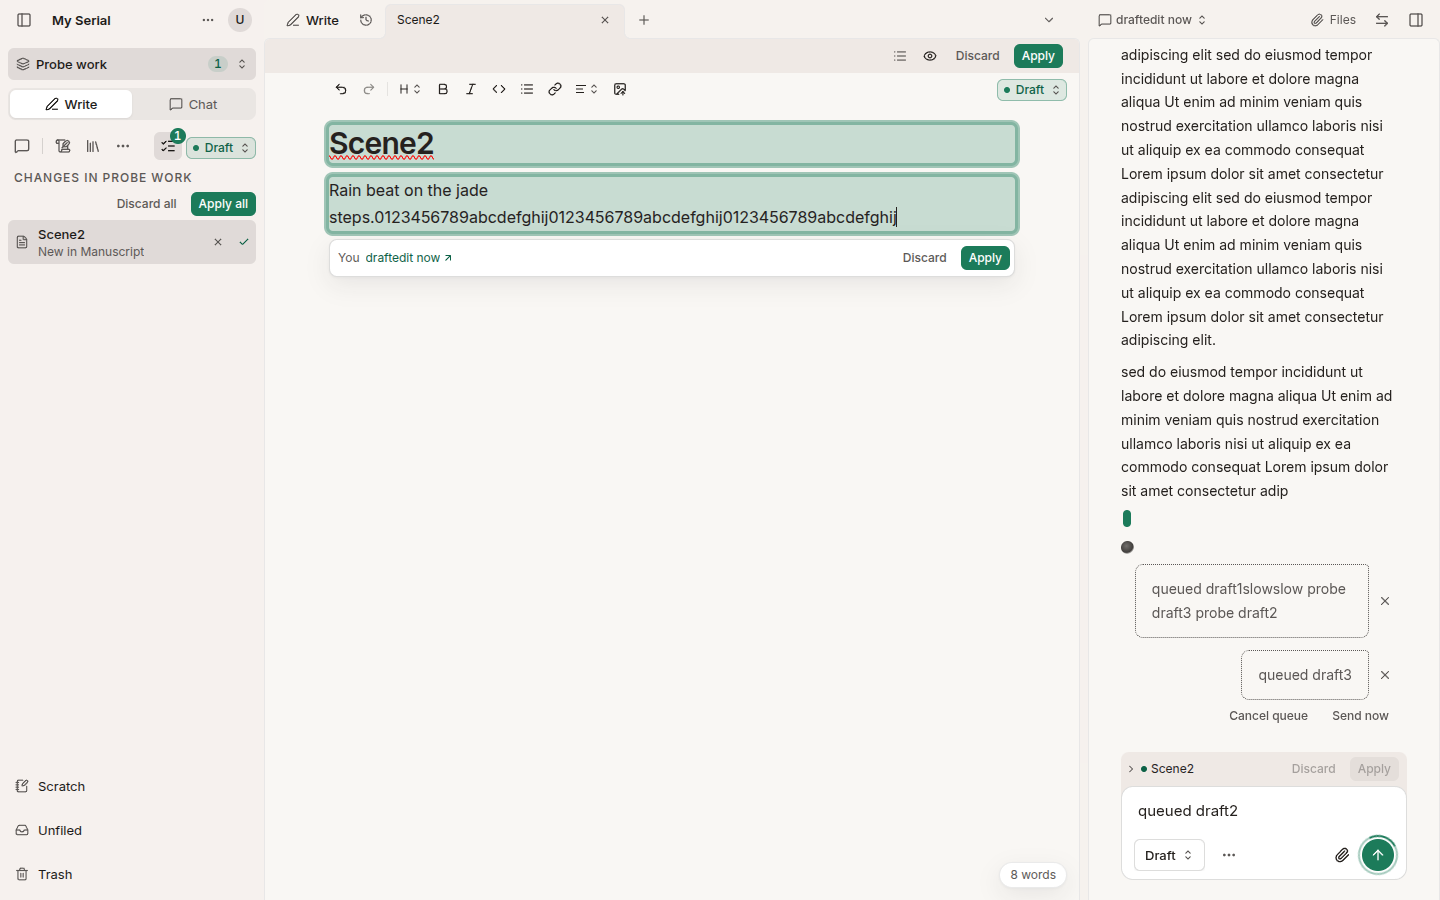 My Serial
U
Probe work
1
Write
Chat
1
Draft
CHANGES IN PROBE WORK
Discard all
Apply all
Scene2
New in Manuscript
Scratch
Unfiled
Trash
Write
Scene2
Discard
Apply
H
B
I
Draft
Scene2
Rain beat on the jade
steps.0123456789abcdefghij0123456789abcdefghij0123456789abcdefghij
You draftedit now
Discard
Apply
8 words
draftedit now
Files
adipiscing elit sed do eiusmod tempor
incididunt ut labore et dolore magna
aliqua Ut enim ad minim veniam quis
nostrud exercitation ullamco laboris nisi
ut aliquip ex ea commodo consequat
Lorem ipsum dolor sit amet consectetur
adipiscing elit sed do eiusmod tempor
incididunt ut labore et dolore magna
aliqua Ut enim ad minim veniam quis
nostrud exercitation ullamco laboris nisi
ut aliquip ex ea commodo consequat
Lorem ipsum dolor sit amet consectetur
adipiscing elit.
sed do eiusmod tempor incididunt ut
labore et dolore magna aliqua Ut enim ad
minim veniam quis nostrud exercitation
ullamco laboris nisi ut aliquip ex ea
commodo consequat Lorem ipsum dolor
sit amet consectetur adip
queued draft1slowslow probe
draft3 probe draft2
queued draft3
Cancel queue
Send now
Scene2
Discard
Apply
queued draft2
Draft